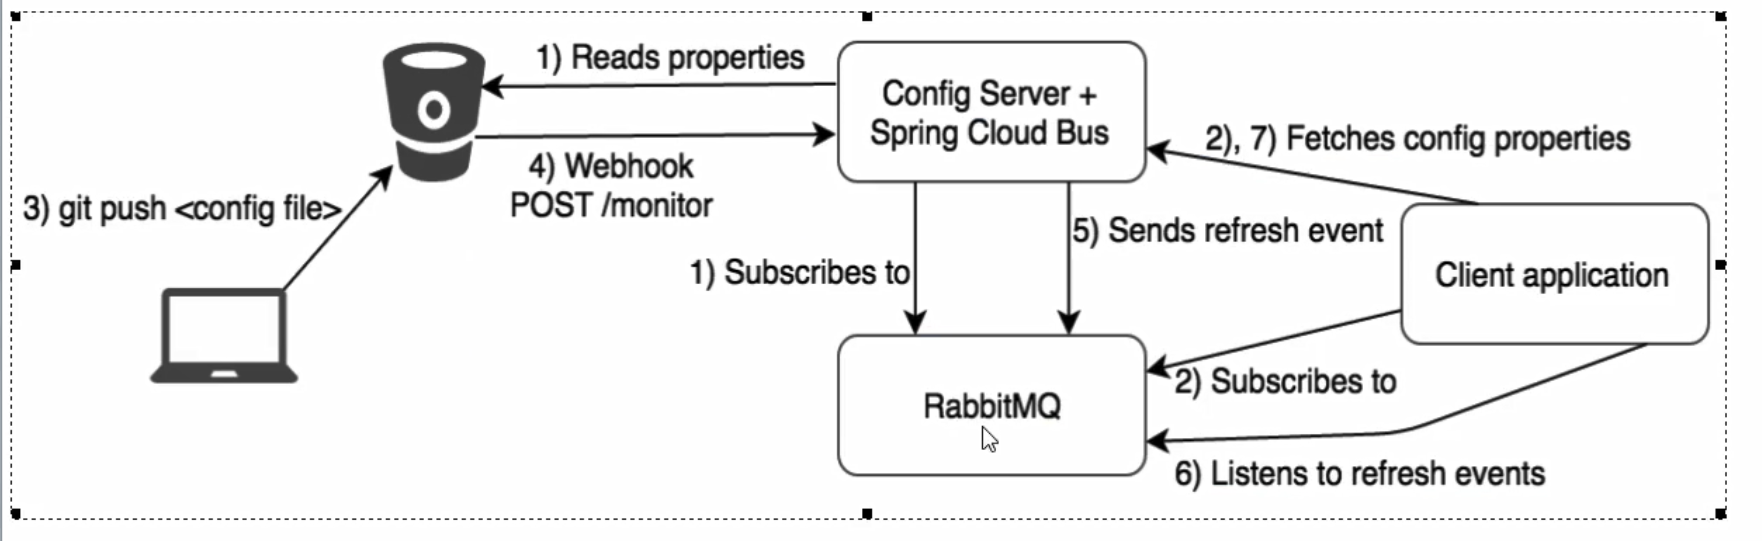 1) Reads properties
Config Server +
Spring Cloud Bus
2), 7) Fetches config properties
4) Webhook
POST /monitor
3) git push <config file>
5) Sends refresh event
1) Subscribes to
Client application
2) Subscribes to
RabbitMQ
6) Listens to refresh events